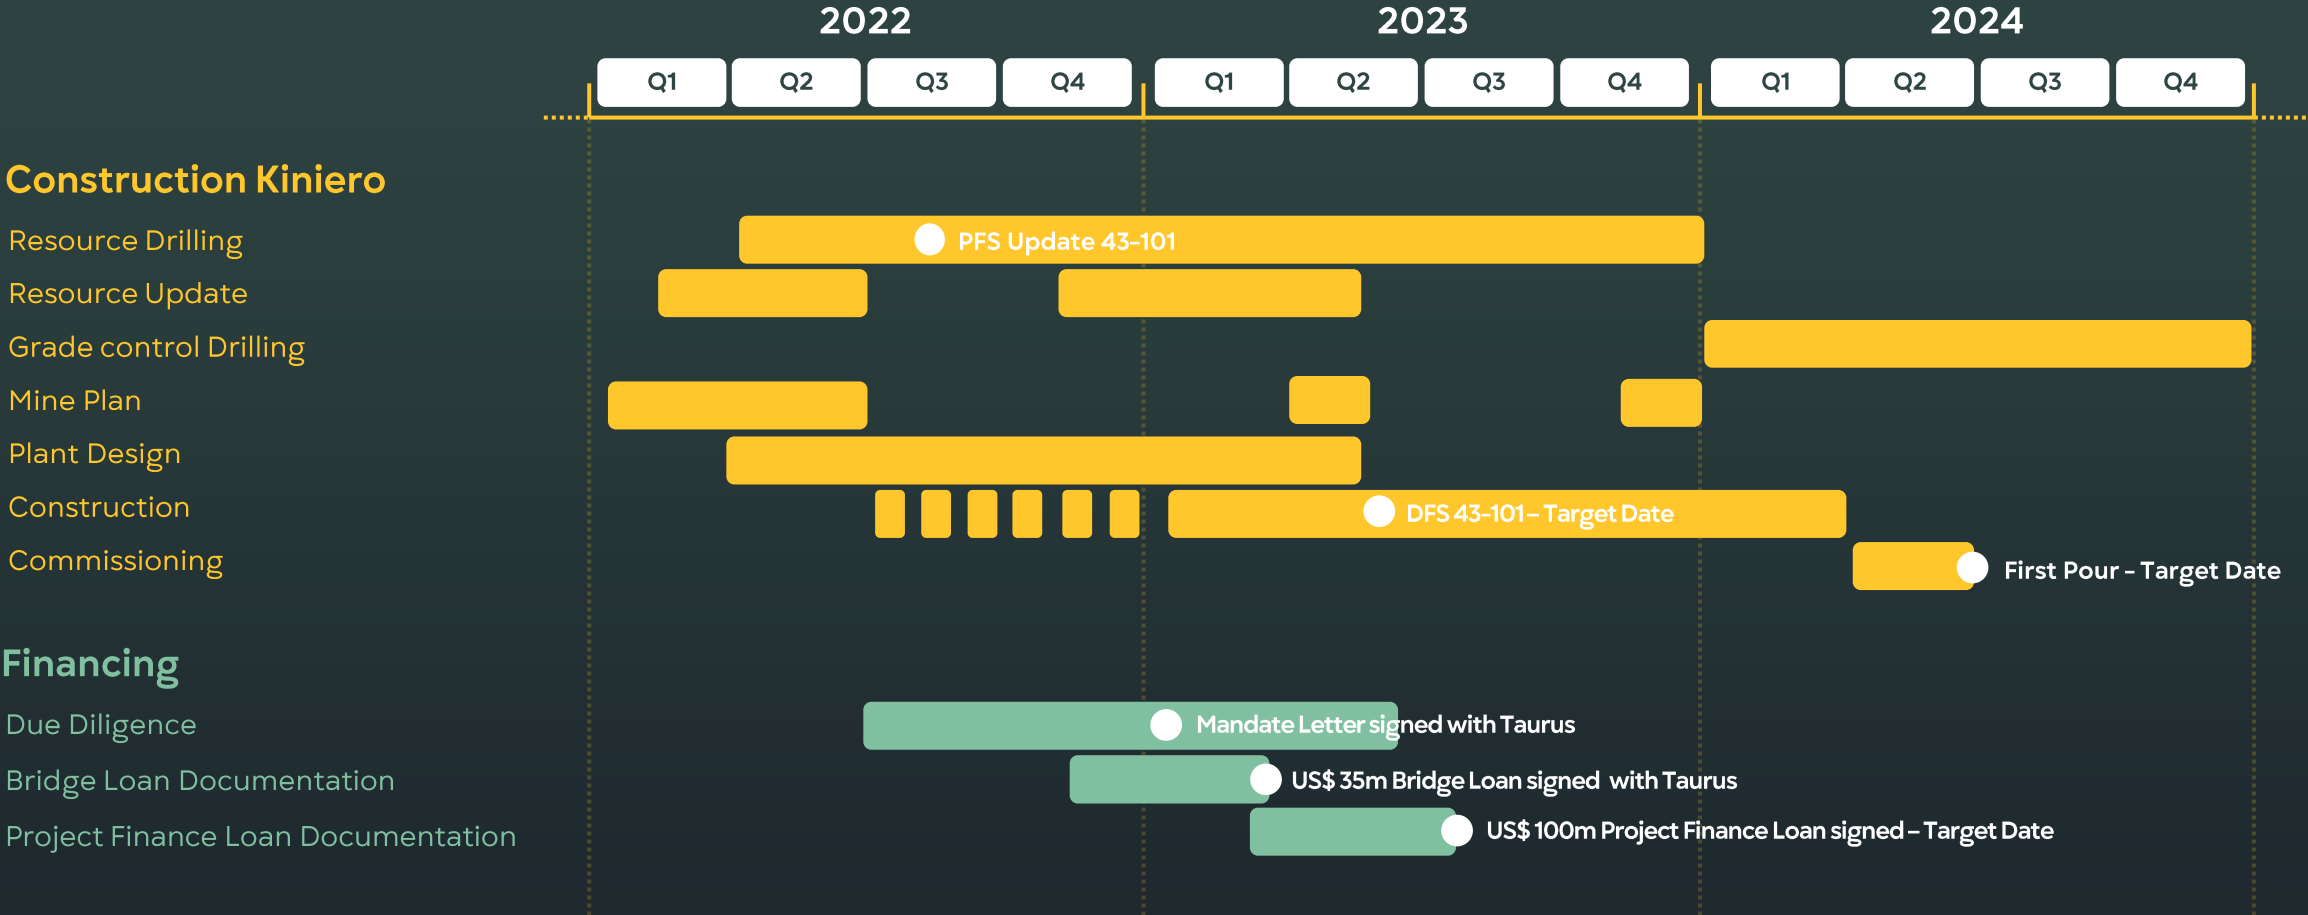 2022 2023 2024
Q1 Q2 Q3 Q4 Q1 Q2 Q3 Q4 Q1 Q2 Q3 Q4
Construction Kiniero
Resource Drilling PFS Update 43-101
Resource Update
Grade control Drilling
Mine Plan
Plant Design
Construction DFS 43-101 – Target Date
Commissioning First Pour - Target Date
Financing
Due Diligence Mandate Letter signed with Taurus
Bridge Loan Documentation US$ 35m Bridge Loan signed with Taurus
Project Finance Loan Documentation US$ 100m Project Finance Loan signed – Target Date